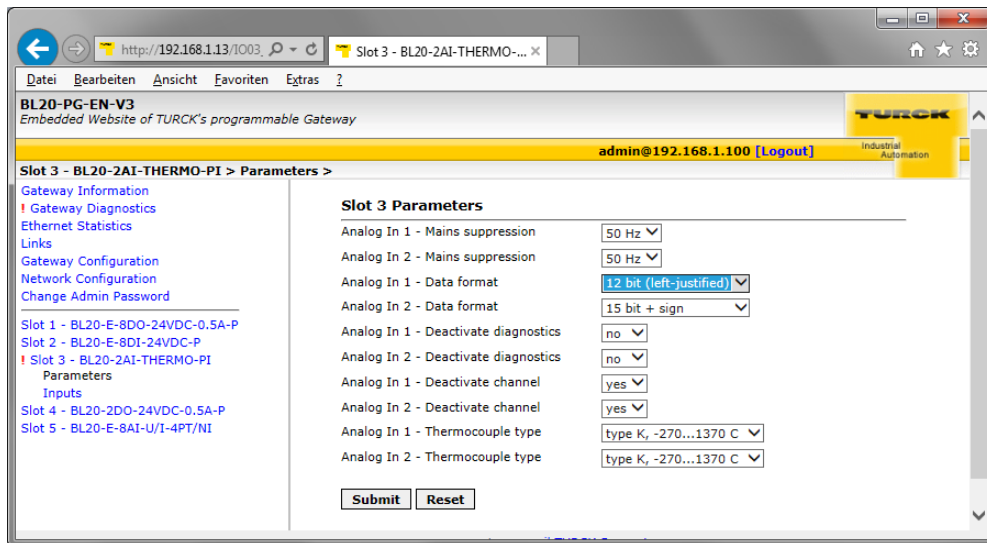 http://192.168.1.13/IO03_
Slot 3 - BL20-2AI-THERMO-...
Datei Bearbeiten Ansicht Favoriten Extras ?
BL20-PG-EN-V3
Embedded Website of TURCK's programmable Gateway
TURCK
Industrial
Automation
admin@192.168.1.100 [Logout]
Slot 3 - BL20-2AI-THERMO-PI > Parameters >
Gateway Information
! Gateway Diagnostics
Ethernet Statistics
Links
Gateway Configuration
Network Configuration
Change Admin Password
Slot 1 - BL20-E-8DO-24VDC-0.5A-P
Slot 2 - BL20-E-8DI-24VDC-P
! Slot 3 - BL20-2AI-THERMO-PI
Parameters
Inputs
Slot 4 - BL20-2DO-24VDC-0.5A-P
Slot 5 - BL20-E-8AI-U/I-4PT/NI
Slot 3 Parameters
Analog In 1 - Mains suppression 50 Hz
Analog In 2 - Mains suppression 50 Hz
Analog In 1 - Data format 12 bit (left-justified)
Analog In 2 - Data format 15 bit + sign
Analog In 1 - Deactivate diagnostics no
Analog In 2 - Deactivate diagnostics no
Analog In 1 - Deactivate channel yes
Analog In 2 - Deactivate channel yes
Analog In 1 - Thermocouple type type K, -270...1370 C
Analog In 2 - Thermocouple type type K, -270...1370 C
Submit Reset